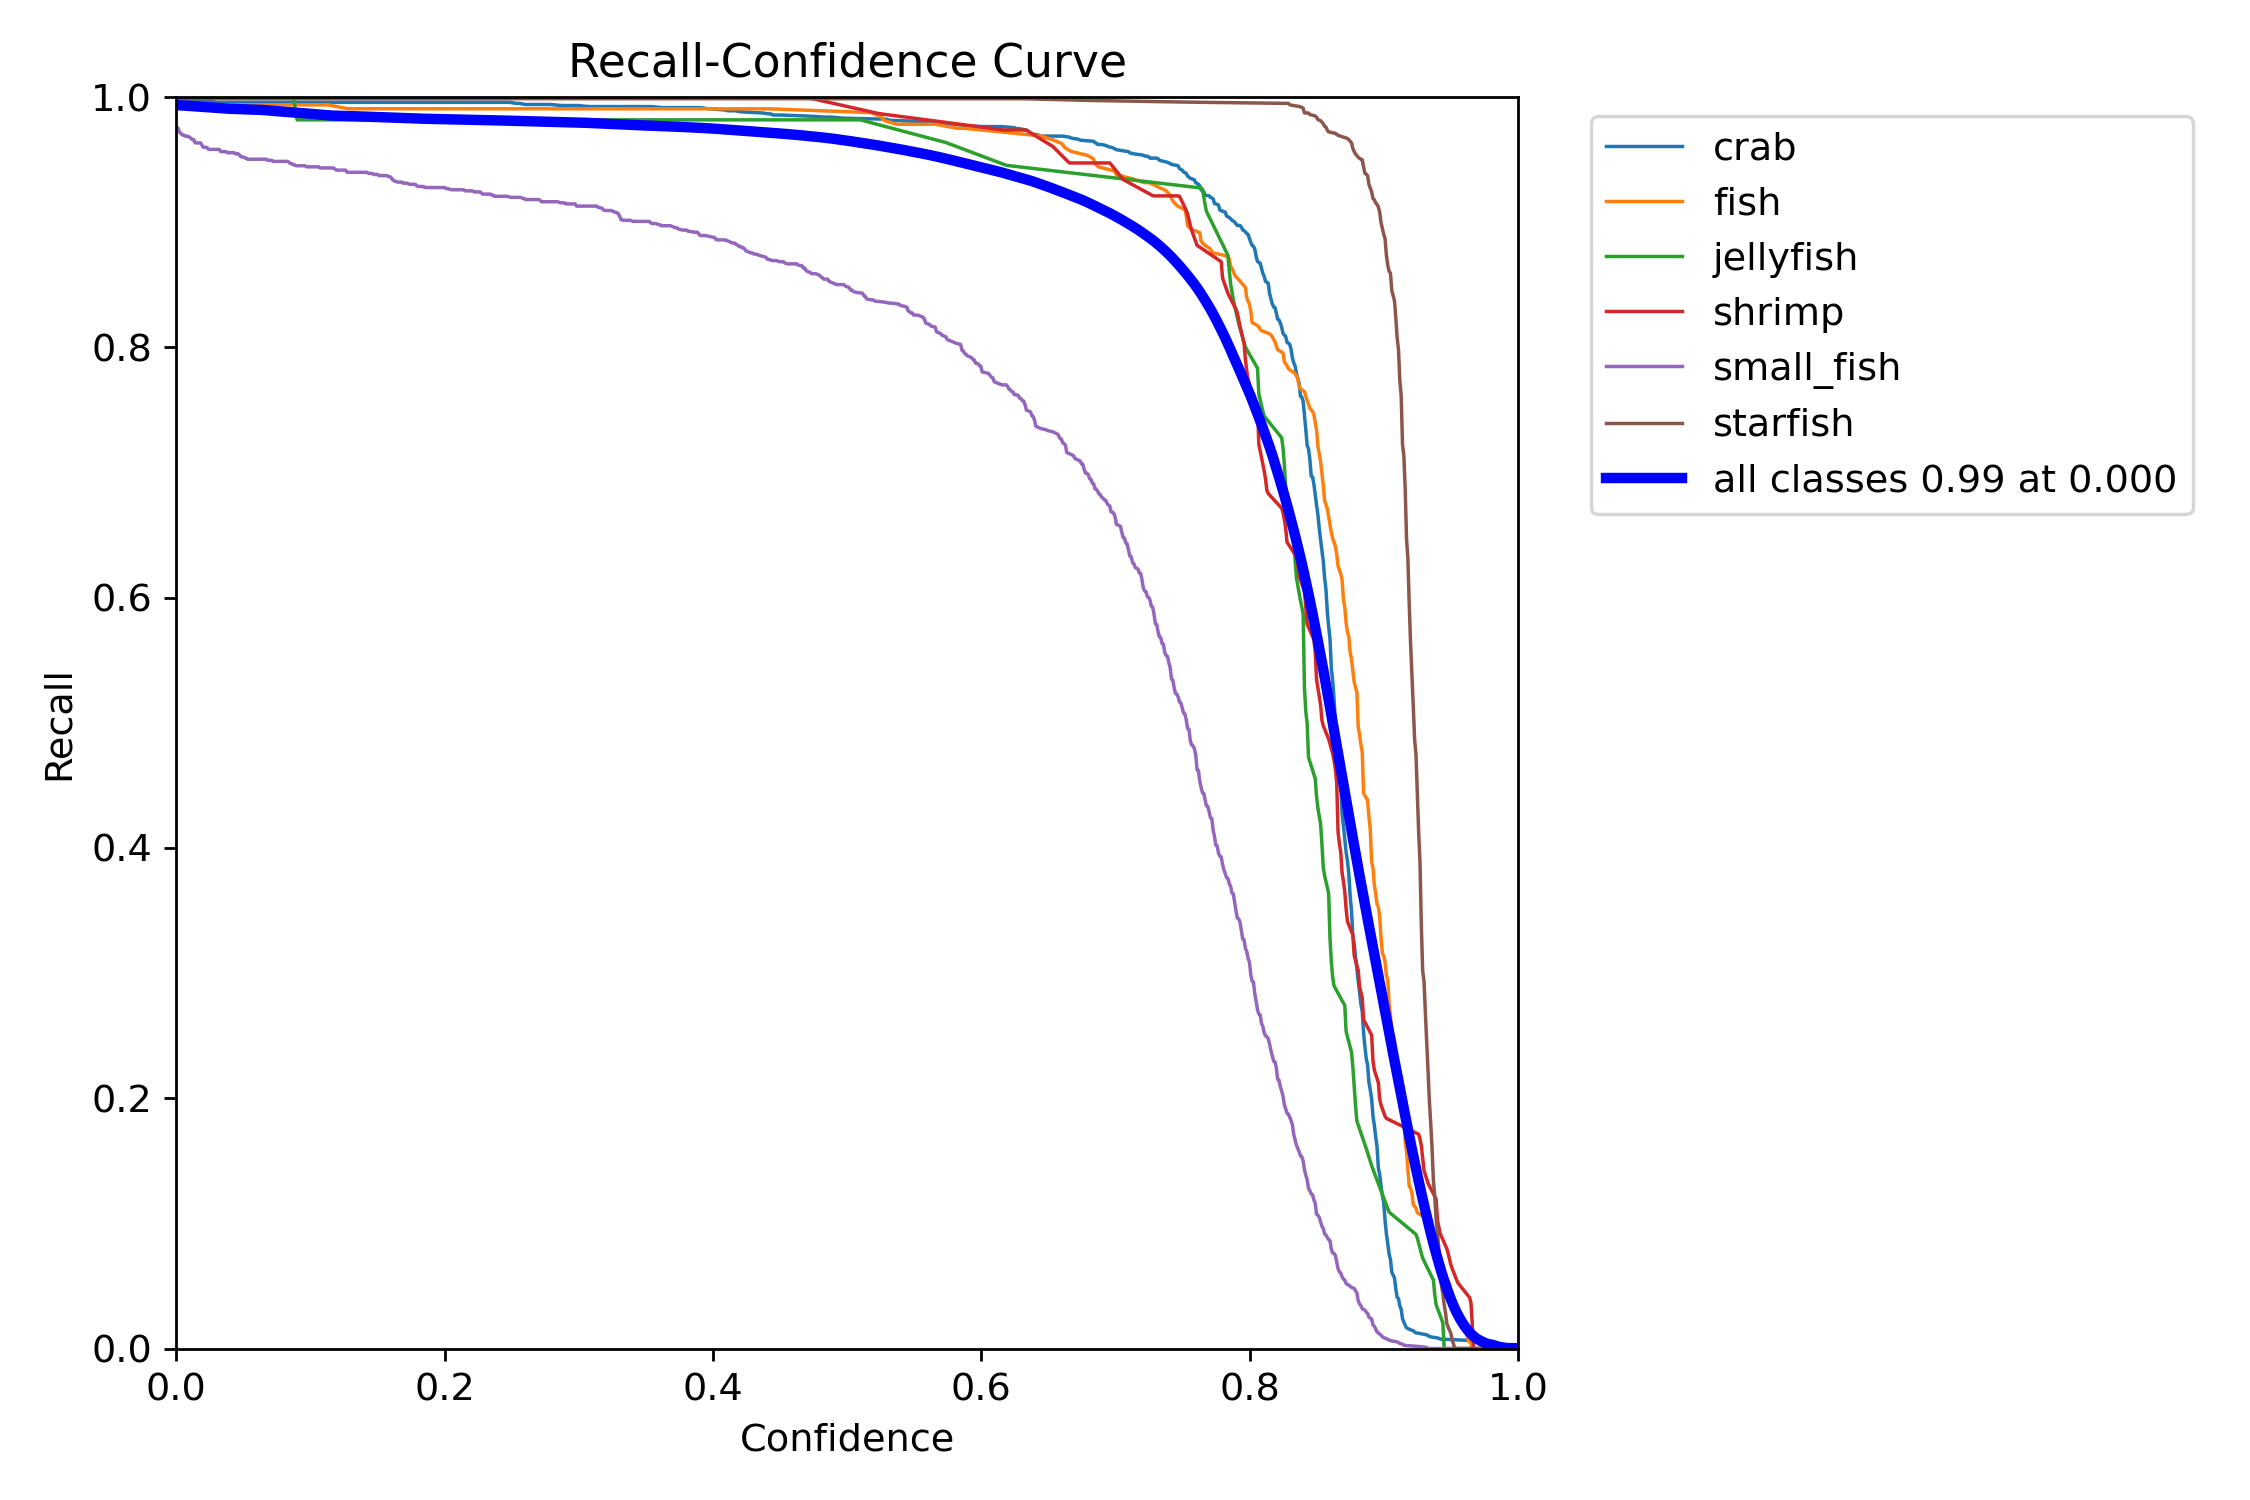 Recall-Confidence Curve
1.0
0.8
0.6
0.4
0.2
0.0
Recall
0.0 0.2 0.4 0.6 0.8 1.0
Confidence
crab
fish
jellyfish
shrimp
small_fish
starfish
all classes 0.99 at 0.000